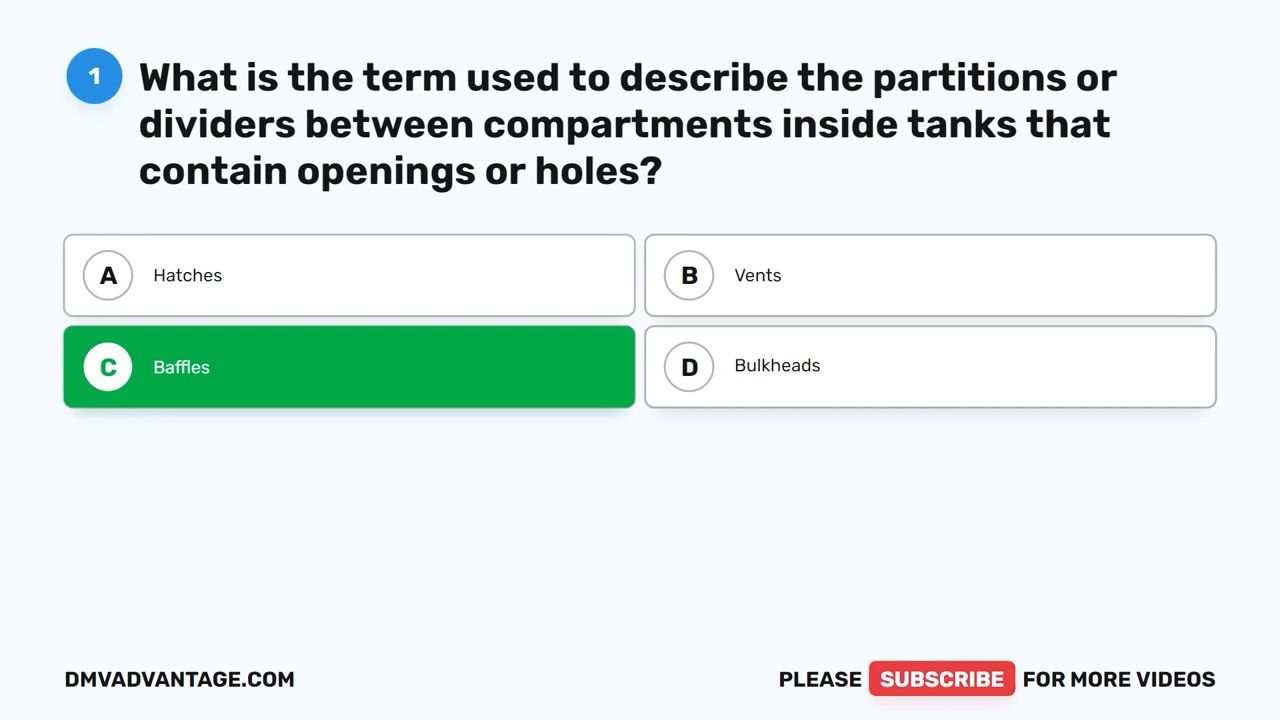 1
What is the term used to describe the partitions or
dividers between compartments inside tanks that
contain openings or holes?
A Hatches
B Vents
C Baffles
D Bulkheads
DMVADVANTAGE.COM
PLEASE SUBSCRIBE FOR MORE VIDEOS